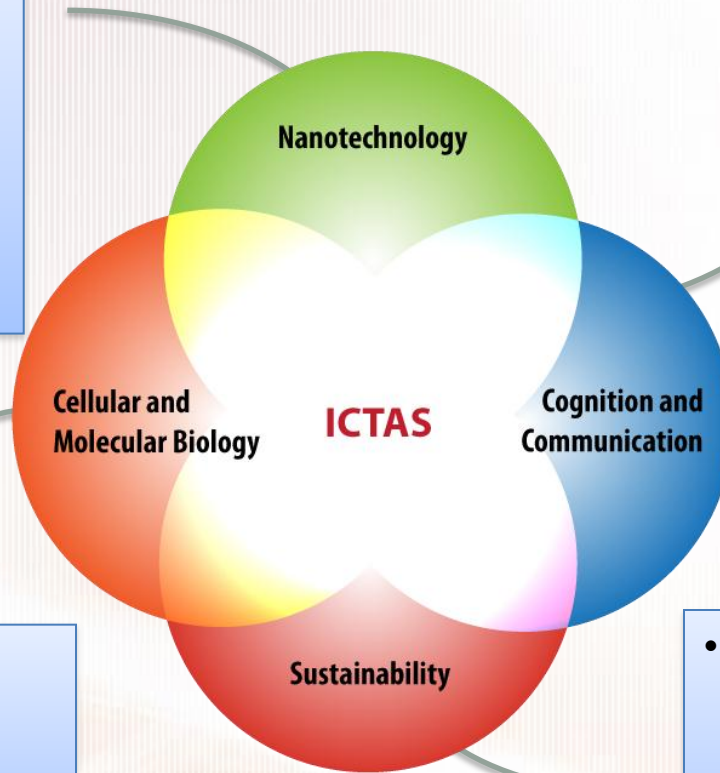 Nanotechnology
Cellular and
Molecular Biology
ICTAS
Cognition and
Communication
Sustainability
•